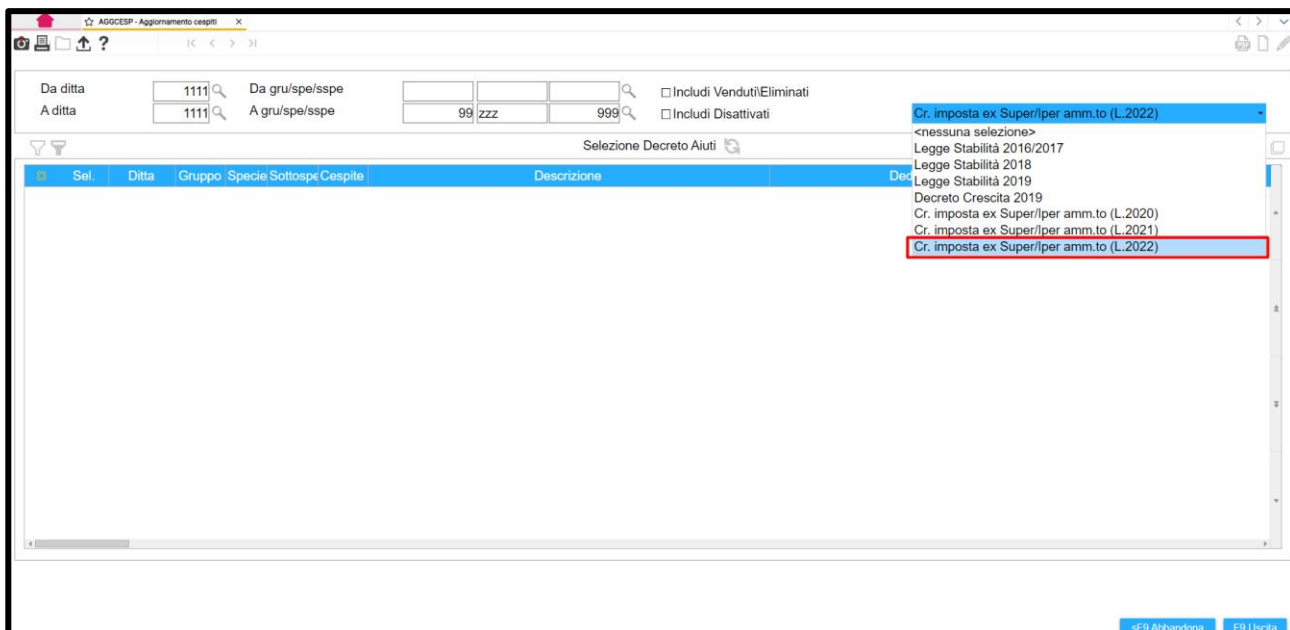 AGGCESP - Aggiornamento cespiti
Da ditta 1111 Da gru/spe/sspe Includi Venduti\Eliminati
A ditta 1111 A gru/spe/sspe 99 zzz 999 Includi Disattivati Cr. imposta ex Super/Iper amm.to (L.2022)
<nessuna selezione>
Selezione Decreto Aiuti Legge Stabilità 2016/2017
Legge Stabilità 2018
Sel. Ditta Gruppo Specie Sottospe Cespite Descrizione Legge Stabilità 2019
Decreto Crescita 2019
Cr. imposta ex Super/Iper amm.to (L.2020)
Cr. imposta ex Super/Iper amm.to (L.2021)
Cr. imposta ex Super/Iper amm.to (L.2022)
sF9 Abbandona F9 Uscita